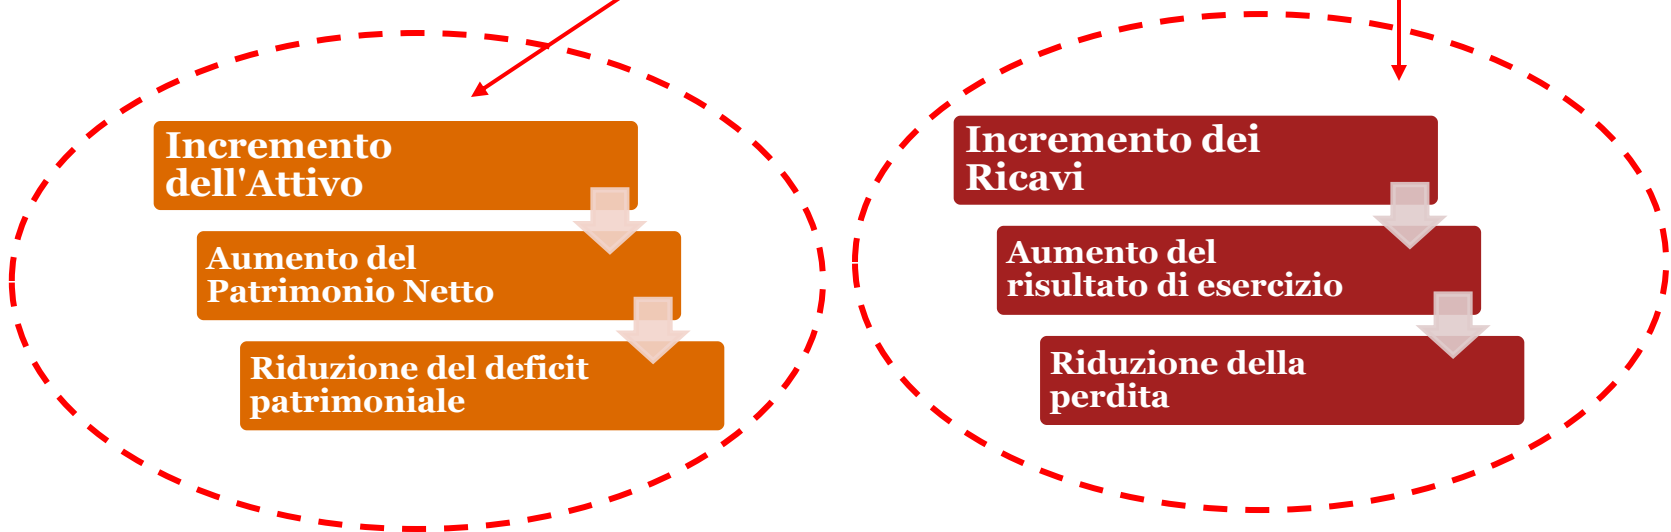 Incremento
dell'Attivo
Aumento del
Patrimonio Netto
Riduzione del deficit
patrimoniale
Incremento dei
Ricavi
Aumento del
risultato di esercizio
Riduzione della
perdita